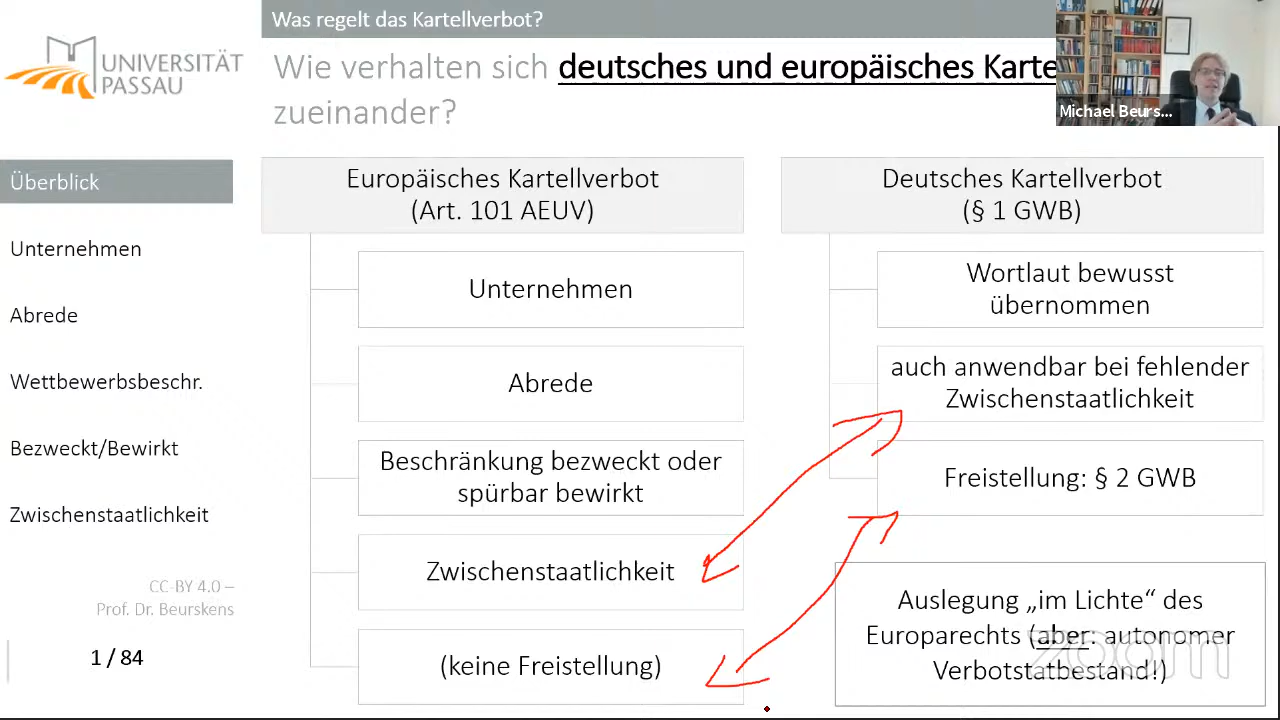 Was regelt das Kartellverbot?
UNIVERSITÄT
PASSAU
Wie verhalten sich deutsches und europäisches Karte
zueinander?
Michael Beurs...
Überblick
Unternehmen
Abrede
Wettbewerbsbeschr.
Bezweckt/Bewirkt
Zwischenstaatlichkeit
CC-BY 4.0 –
Prof. Dr. Beurskens
1 / 84
Europäisches Kartellverbot
(Art. 101 AEUV)
Unternehmen
Abrede
Beschränkung bezweckt oder
spürbar bewirkt
Zwischenstaatlichkeit
(keine Freistellung)
Deutsches Kartellverbot
(§ 1 GWB)
Wortlaut bewusst
übernommen
auch anwendbar bei fehlender
Zwischenstaatlichkeit
Freistellung: § 2 GWB
Auslegung „im Lichte“ des
Europarechts (aber: autonomer
Verbotstatbestand!)
zoom